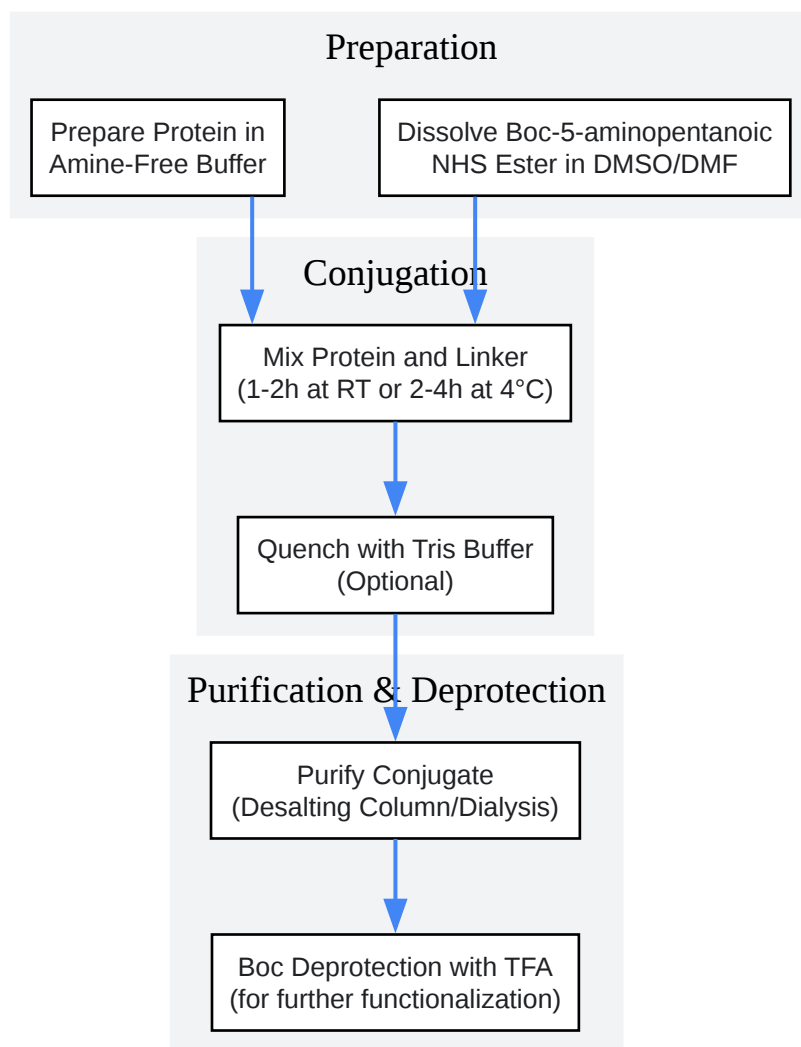 Preparation
Prepare Protein in
Amine-Free Buffer
Dissolve Boc-5-aminopentanoic
NHS Ester in DMSO/DMF
Conjugation
Mix Protein and Linker
(1-2h at RT or 2-4h at 4°C)
Quench with Tris Buffer
(Optional)
Purification & Deprotection
Purify Conjugate
(Desalting Column/Dialysis)
Boc Deprotection with TFA
(for further functionalization)